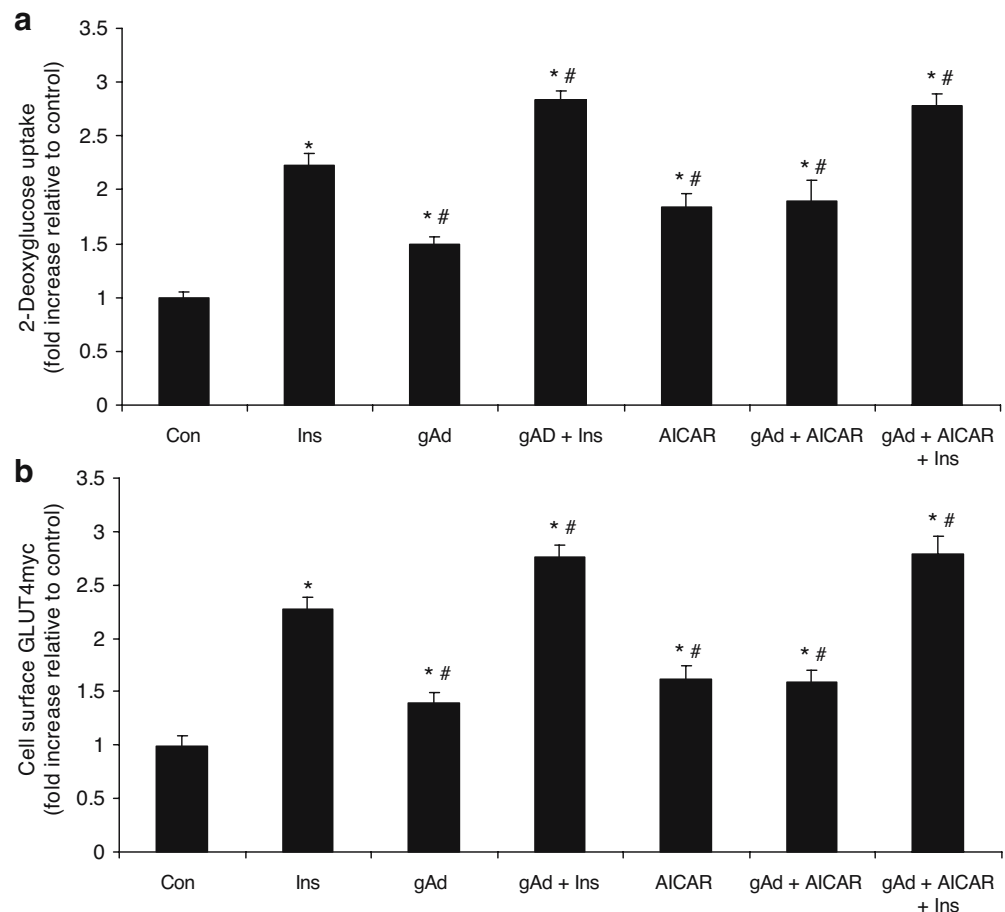 a
2-Deoxyglucose uptake
(fold increase relative to control)
3.5
3
2.5
2
1.5
1
0.5
0
*
* #
* #
* #
* #
* #
Con Ins gAd gAD + Ins AICAR gAd + AICAR gAd + AICAR
+ Ins
b
Cell surface GLUT4myc
(fold increase relative to control)
3.5
3
2.5
2
1.5
1
0.5
0
*
* #
* #
* #
* #
* #
Con Ins gAd gAd + Ins AICAR gAd + AICAR gAd + AICAR
+ Ins